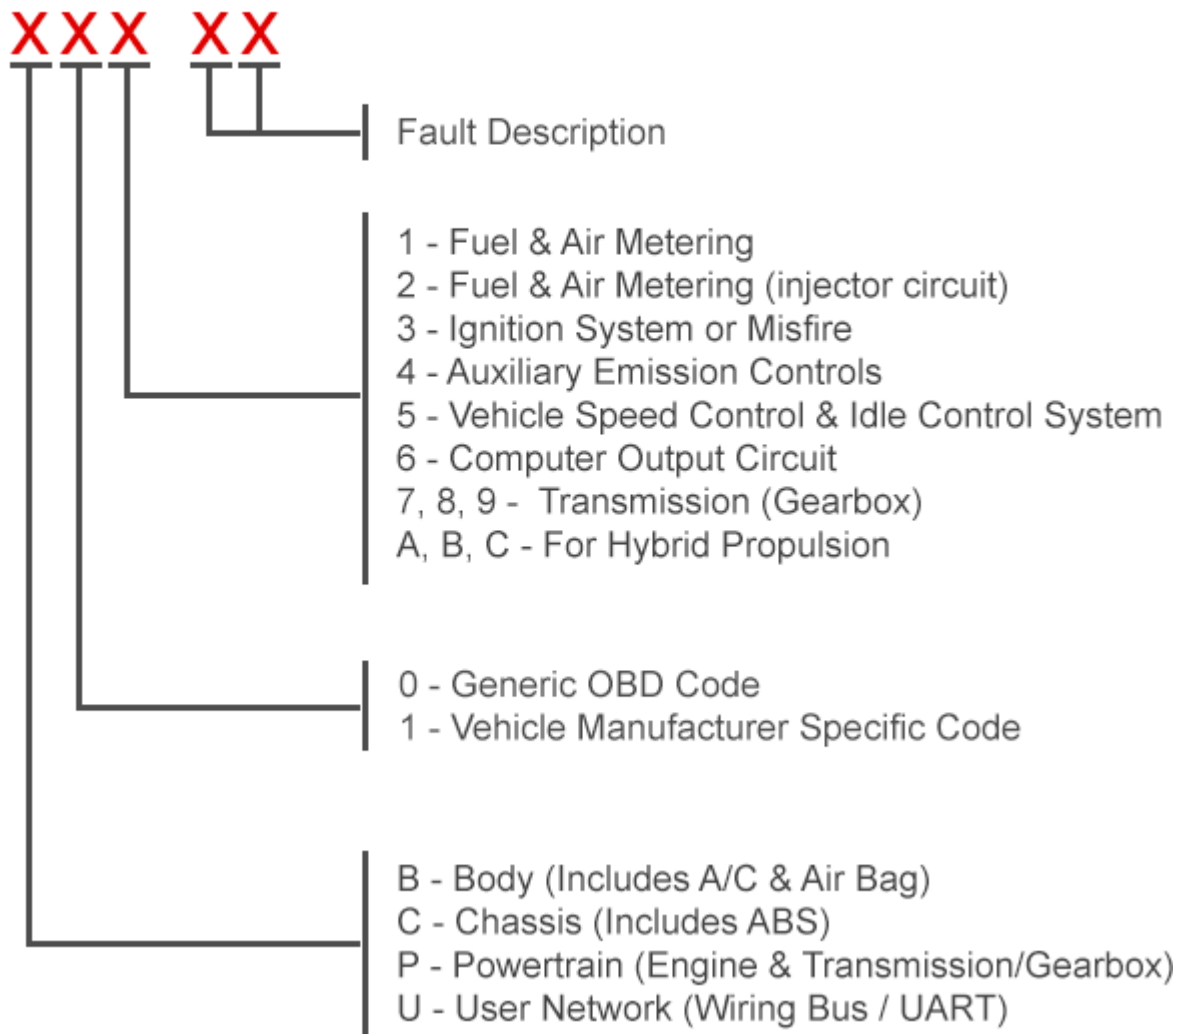 XXX XX
Fault Description
1 - Fuel & Air Metering
2 - Fuel & Air Metering (injector circuit)
3 - Ignition System or Misfire
4 - Auxiliary Emission Controls
5 - Vehicle Speed Control & Idle Control System
6 - Computer Output Circuit
7, 8, 9 - Transmission (Gearbox)
A, B, C - For Hybrid Propulsion
0 - Generic OBD Code
1 - Vehicle Manufacturer Specific Code
B - Body (Includes A/C & Air Bag)
C - Chassis (Includes ABS)
P - Powertrain (Engine & Transmission/Gearbox)
U - User Network (Wiring Bus / UART)